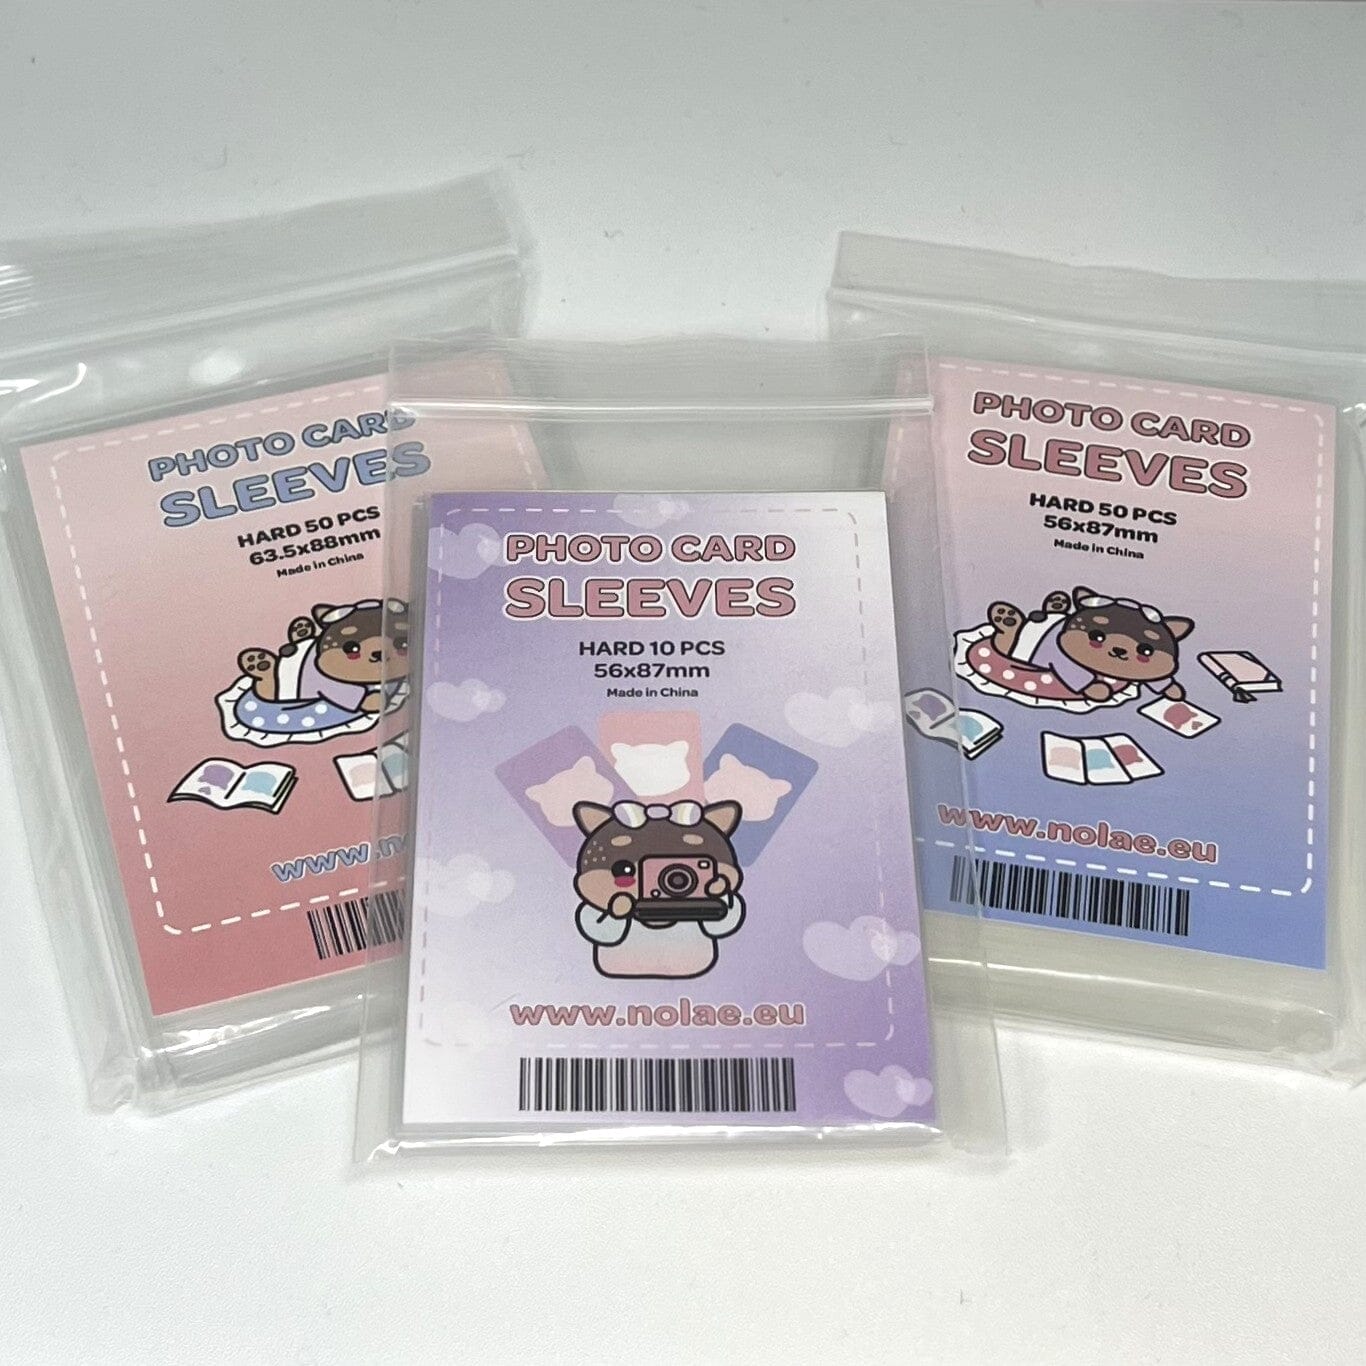 PHOTO CARD
SLEEVES
HARD 50 PCS
63.5x88mm
Made in China
PHOTO CARD
SLEEVES
HARD 10 PCS
56x87mm
Made in China
www.nolae.eu
PHOTO CARD
SLEEVES
HARD 50 PCS
56x87mm
Made in China
www.nolae.eu